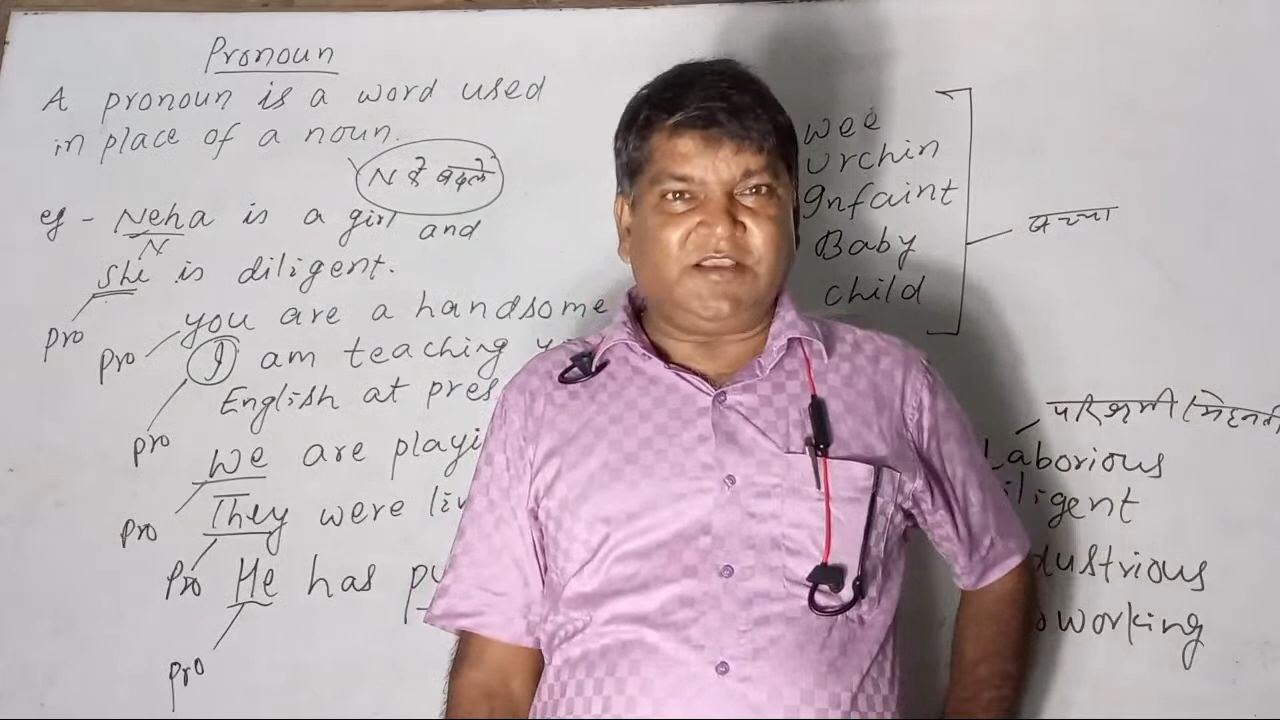 Pronoun
A pronoun is a word used
in place of a noun.
N के बदले
eg - Neha is a girl and
N
She is diligent.
pro
you are a handsome
pro
I am teaching
English at pres
pro
We are playi
pro
They were li
pro
He has pu
pro
wee
urchin
Infaint
Baby
child
बच्चा
परिश्रमी / मेहनती
Laborious
iligent
dustrious
working